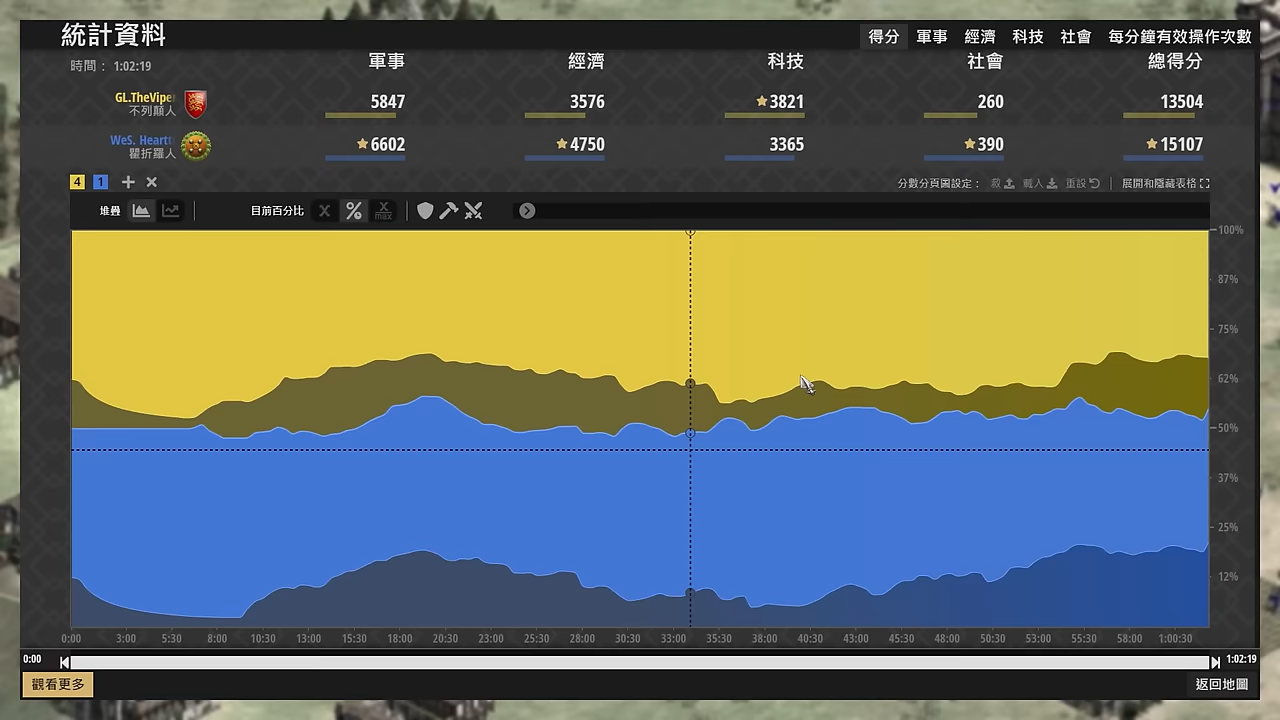 統計資料
得分 軍事 經濟 科技 社會 每分鐘有效操作次數
時間： 1:02:19
軍事 經濟 科技 社會 總得分
GL.TheViper
5847 3576 3821 260 13504
不列顛人
WeS. Heartt
6602 4750 3365 390 15107
瞿折羅人
4 1
分數分頁圖設定： 載入 重設 展開和隱藏表格
堆疊 目前百分比 X % X max
100%
87%
75%
62%
50%
37%
25%
12%
0:00 3:00 5:30 8:00 10:30 13:00 15:30 18:00 20:30 23:00 25:30 28:00 30:30 33:00 35:30 38:00 40:30 43:00 45:30 48:00 50:30 53:00 55:30 58:00 1:00:30
0:00 1:02:19
觀看更多 返回地圖